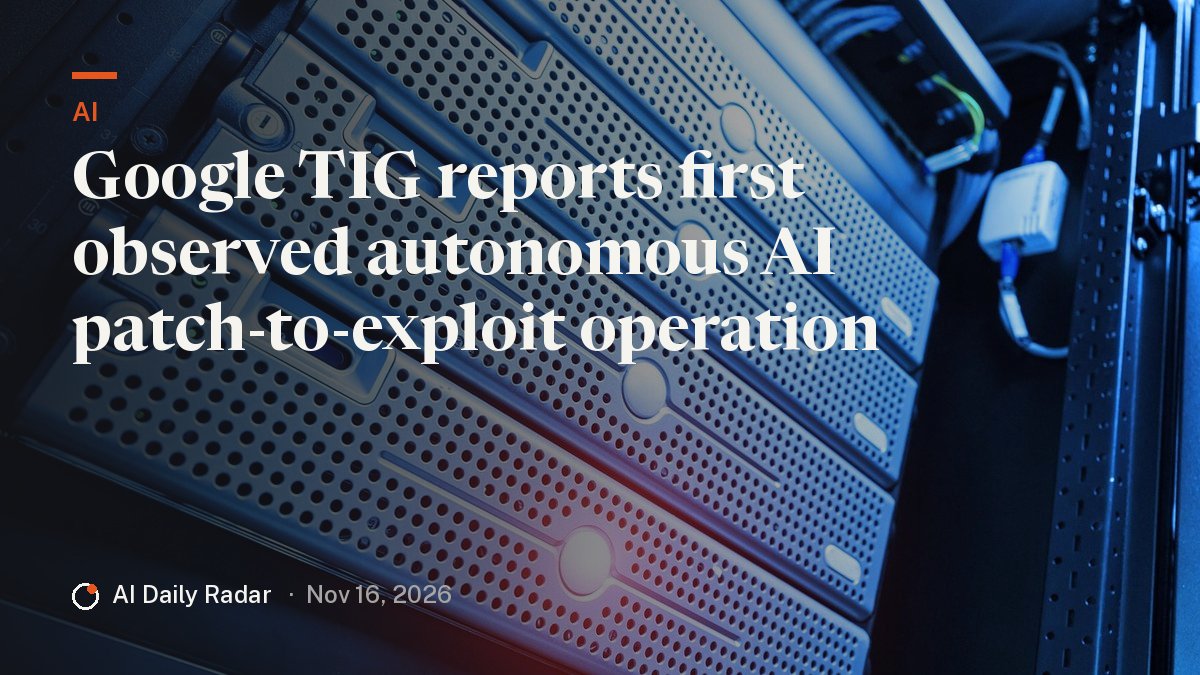 AI
Google TIG reports first
observed autonomous AI
patch-to-exploit operation
AI Daily Radar · Nov 16, 2026